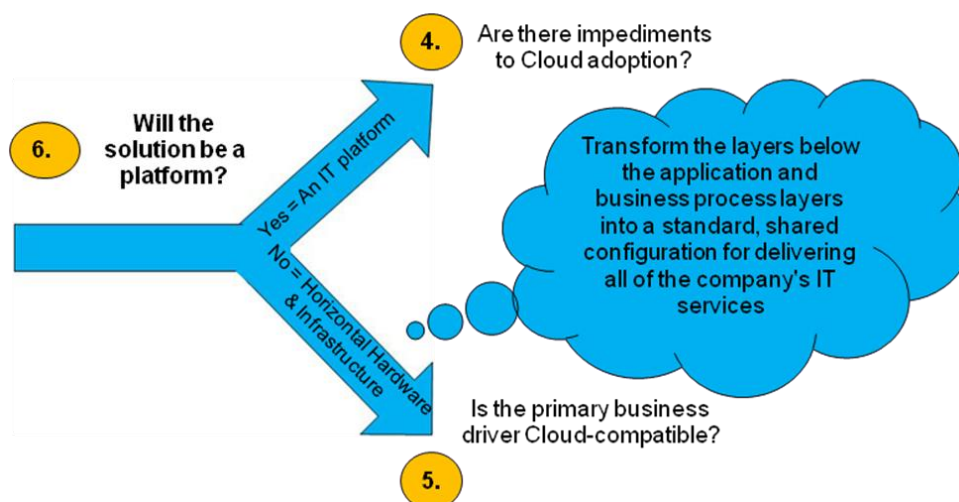 4.
Are there impediments
to Cloud adoption?
6.
Will the
solution be a
platform?
Yes = An IT platform
No = Horizontal Hardware
& Infrastructure
Transform the layers below
the application and
business process layers
into a standard, shared
configuration for delivering
all of the company's IT
services
Is the primary business
driver Cloud-compatible?
5.